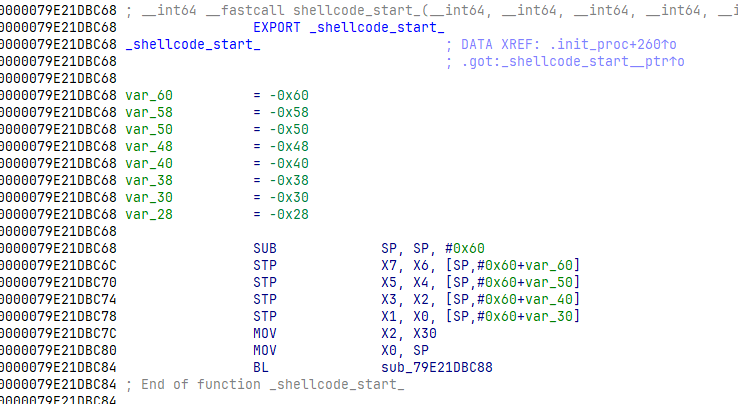 0000079E21DBC68 ; __int64 __fastcall shellcode_start_(__int64, __int64, __int64, __int64, __i
0000079E21DBC68 EXPORT _shellcode_start_
0000079E21DBC68 _shellcode_start_ ; DATA XREF: .init_proc+260↑o
0000079E21DBC68 ; .got:_shellcode_start__ptr↑o
0000079E21DBC68
0000079E21DBC68 var_60 = -0x60
0000079E21DBC68 var_58 = -0x58
0000079E21DBC68 var_50 = -0x50
0000079E21DBC68 var_48 = -0x48
0000079E21DBC68 var_40 = -0x40
0000079E21DBC68 var_38 = -0x38
0000079E21DBC68 var_30 = -0x30
0000079E21DBC68 var_28 = -0x28
0000079E21DBC68
0000079E21DBC68 SUB SP, SP, #0x60
0000079E21DBC6C STP X7, X6, [SP,#0x60+var_60]
0000079E21DBC70 STP X5, X4, [SP,#0x60+var_50]
0000079E21DBC74 STP X3, X2, [SP,#0x60+var_40]
0000079E21DBC78 STP X1, X0, [SP,#0x60+var_30]
0000079E21DBC7C MOV X2, X30
0000079E21DBC80 MOV X0, SP
0000079E21DBC84 BL sub_79E21DBC88
0000079E21DBC84 ; End of function _shellcode_start_
0000079E21DBC84